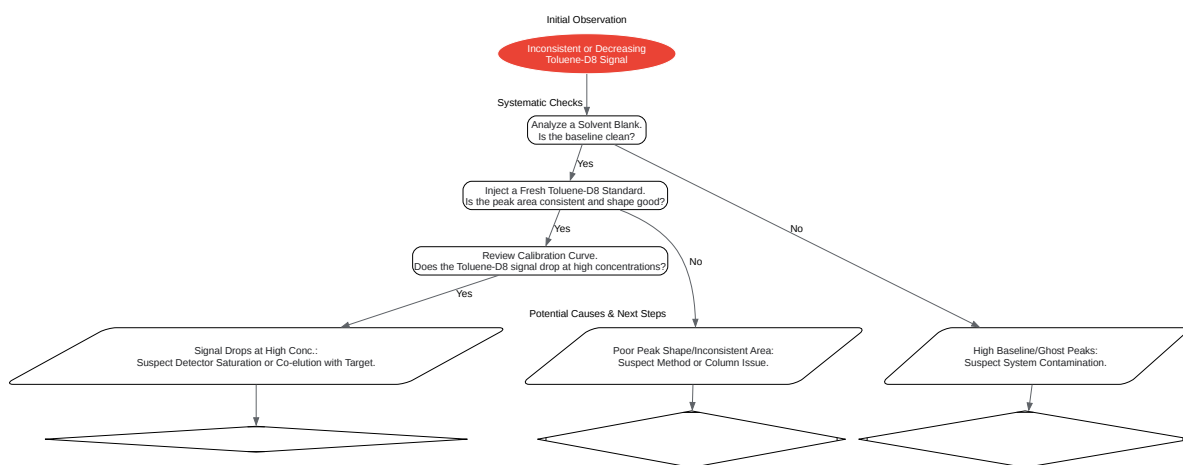 Initial Observation
Inconsistent or Decreasing
Toluene-D8 Signal
Systematic Checks
Analyze a Solvent Blank.
Is the baseline clean?
Yes
Inject a Fresh Toluene-D8 Standard.
Is the peak area consistent and shape good?
No
Yes
Review Calibration Curve.
Does the Toluene-D8 signal drop at high concentrations?
No
Yes
Potential Causes & Next Steps
Signal Drops at High Conc.:
Suspect Detector Saturation or Co-elution with Target.
Poor Peak Shape/Inconsistent Area:
Suspect Method or Column Issue.
High Baseline/Ghost Peaks:
Suspect System Contamination.